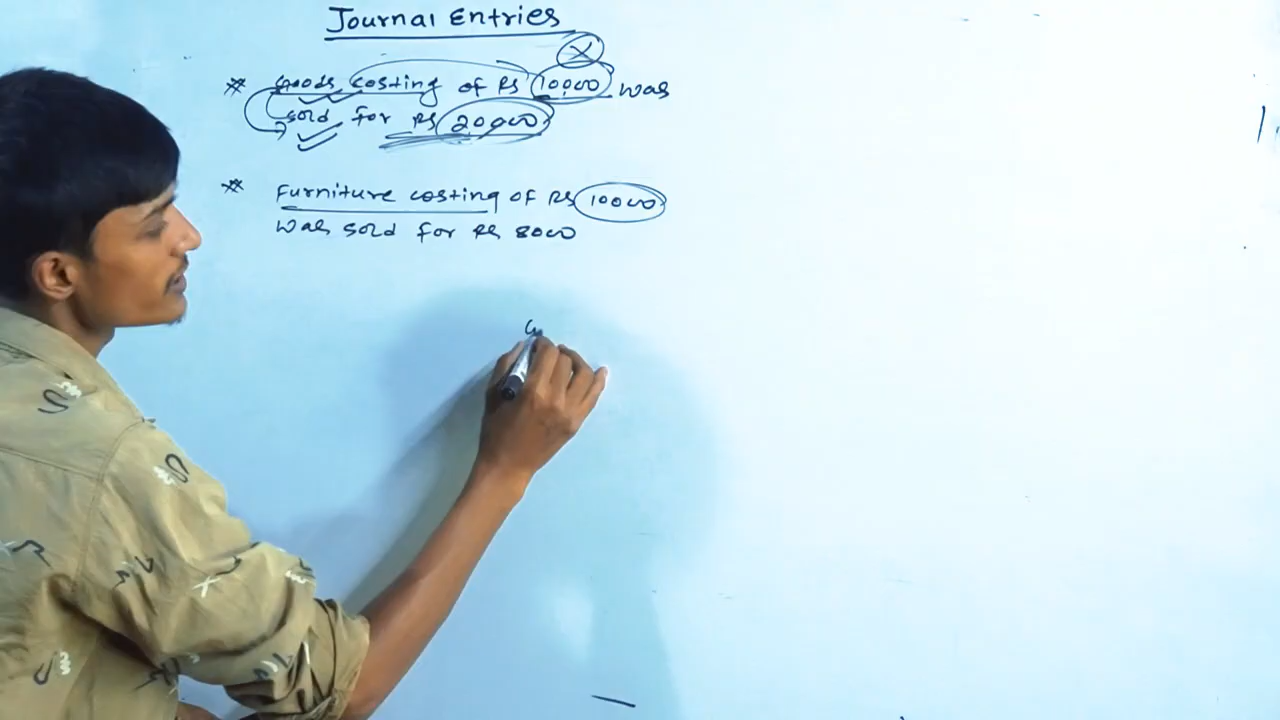 Journal Entries
* Goods costing of Rs 10000 was
sold for Rs 20000
* Furniture costing of Rs 10000
was sold for Rs 8000